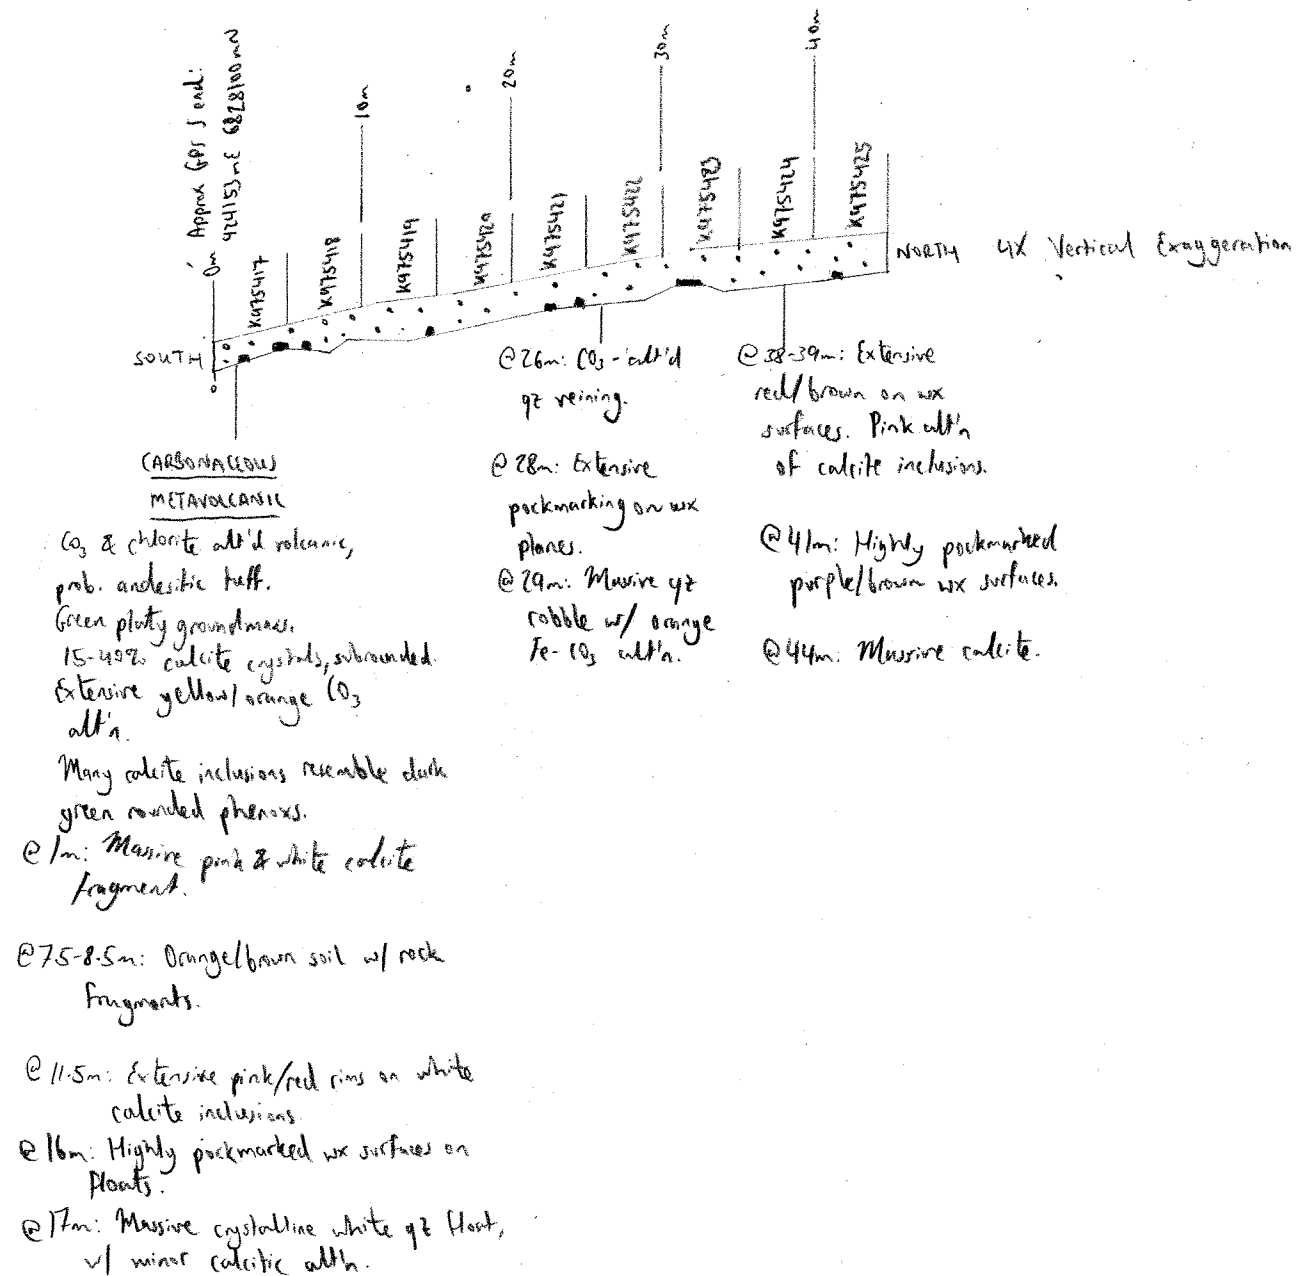 Approx GPS S end:
424153mE 6828100mN
0m
10m
20m
30m
40m
K975417
K975418
K975419
K975420
K975421
K975422
K975423
K975424
K975425
SOUTH
NORTH 4X Vertical Exaggeration
CARBONACEOUS
METAVOLCANIC
CO3 & chlorite alt'd volcanic,
prob. andesitic tuff.
Green platy groundmass.
15-40% calcite crystals, subrounded.
Extensive yellow/orange CO3
alt'n.
Many calcite inclusions resemble dark
green rounded phenoxs.
@ 1m: Massive pink & white calcite
fragment.
@7.5-8.5m: Orange/brown soil w/ rock
fragments.
@ 11.5m: Extensive pink/red rims on white
calcite inclusions.
@ 16m: Highly pockmarked wx surfaces on
floats.
@ 17m: Massive crystalline white qz float,
w/ minor calcitic alt'n.
@26m: CO3-alt'd
qz veining.
@ 28m: Extensive
pockmarking on wx
planes.
@ 29m: Massive qz
cobble w/ orange
Fe-CO3 alt'n.
@ 38-39m: Extensive
red/brown on wx
surfaces. Pink alt'n
of calcite inclusions.
@ 41m: Highly pockmarked
purple/brown wx surfaces.
@ 44m: Massive calcite.